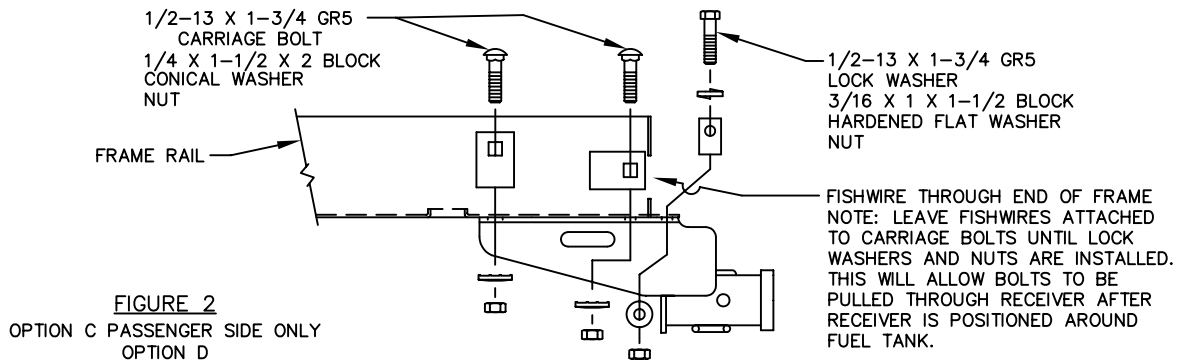 1/2-13 X 1-3/4 GR5
CARRIAGE BOLT
1/4 X 1-1/2 X 2 BLOCK
CONICAL WASHER
NUT
1/2-13 X 1-3/4 GR5
LOCK WASHER
3/16 X 1 X 1-1/2 BLOCK
HARDENED FLAT WASHER
NUT
FRAME RAIL
FISHWIRE THROUGH END OF FRAME
NOTE: LEAVE FISHWIRES ATTACHED
TO CARRIAGE BOLTS UNTIL LOCK
WASHERS AND NUTS ARE INSTALLED.
THIS WILL ALLOW BOLTS TO BE
PULLED THROUGH RECEIVER AFTER
RECEIVER IS POSITIONED AROUND
FUEL TANK.
FIGURE 2
OPTION C PASSENGER SIDE ONLY
OPTION D